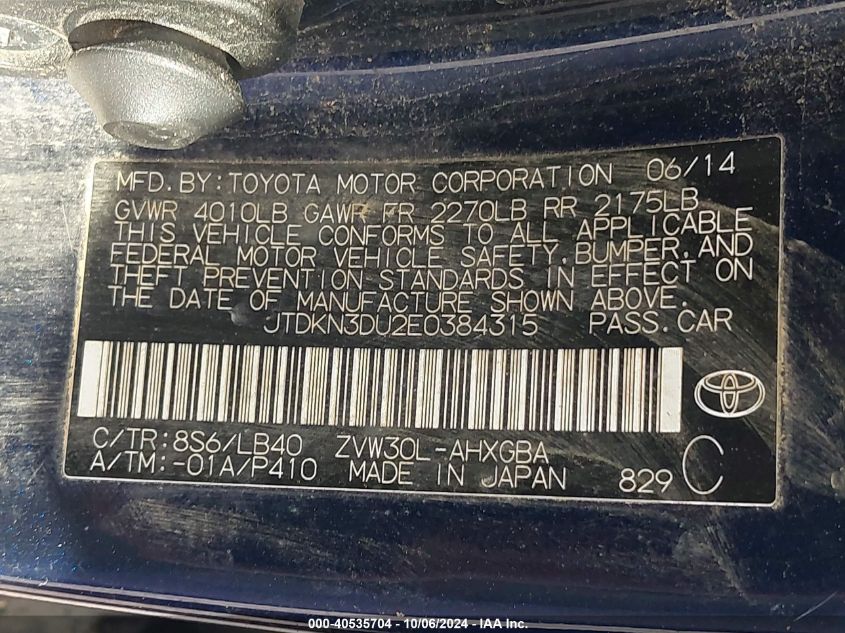 MFD. BY: TOYOTA MOTOR CORPORATION 06/14
GVWR 4010LB GAWR FR 2270LB RR 2175LB
THIS VEHICLE CONFORMS TO ALL APPLICABLE
FEDERAL MOTOR VEHICLE SAFETY, BUMPER, AND
THEFT PREVENTION STANDARDS IN EFFECT ON
THE DATE OF MANUFACTURE SHOWN ABOVE.
JTDKN3DU2E0384315 PASS. CAR
C/TR: 8S6/LB40 ZVW30L-AHXGBA
A/TM: -01A/P410 MADE IN JAPAN 829 C
000-40535704 - 10/06/2024 - IAA Inc.